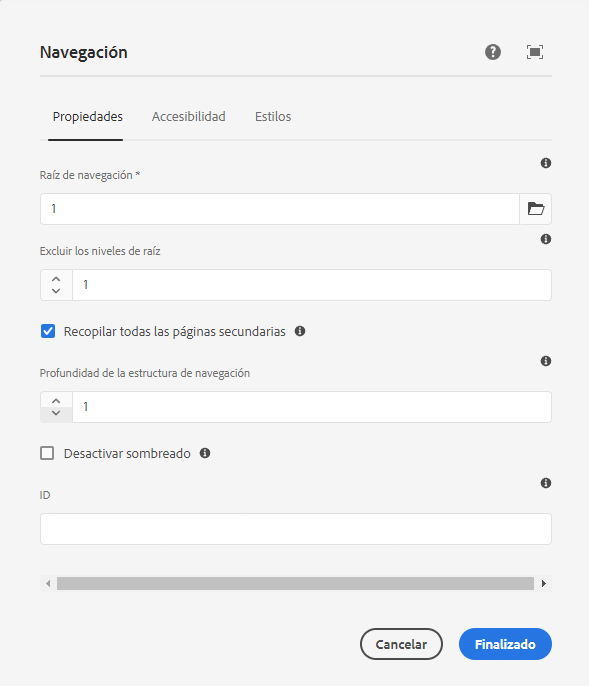 Navegación
Propiedades Accesibilidad Estilos
Raíz de navegación *
1
Excluir los niveles de raíz
1
Recopilar todas las páginas secundarias
Profundidad de la estructura de navegación
1
Desactivar sombreado
ID
Cancelar Finalizado